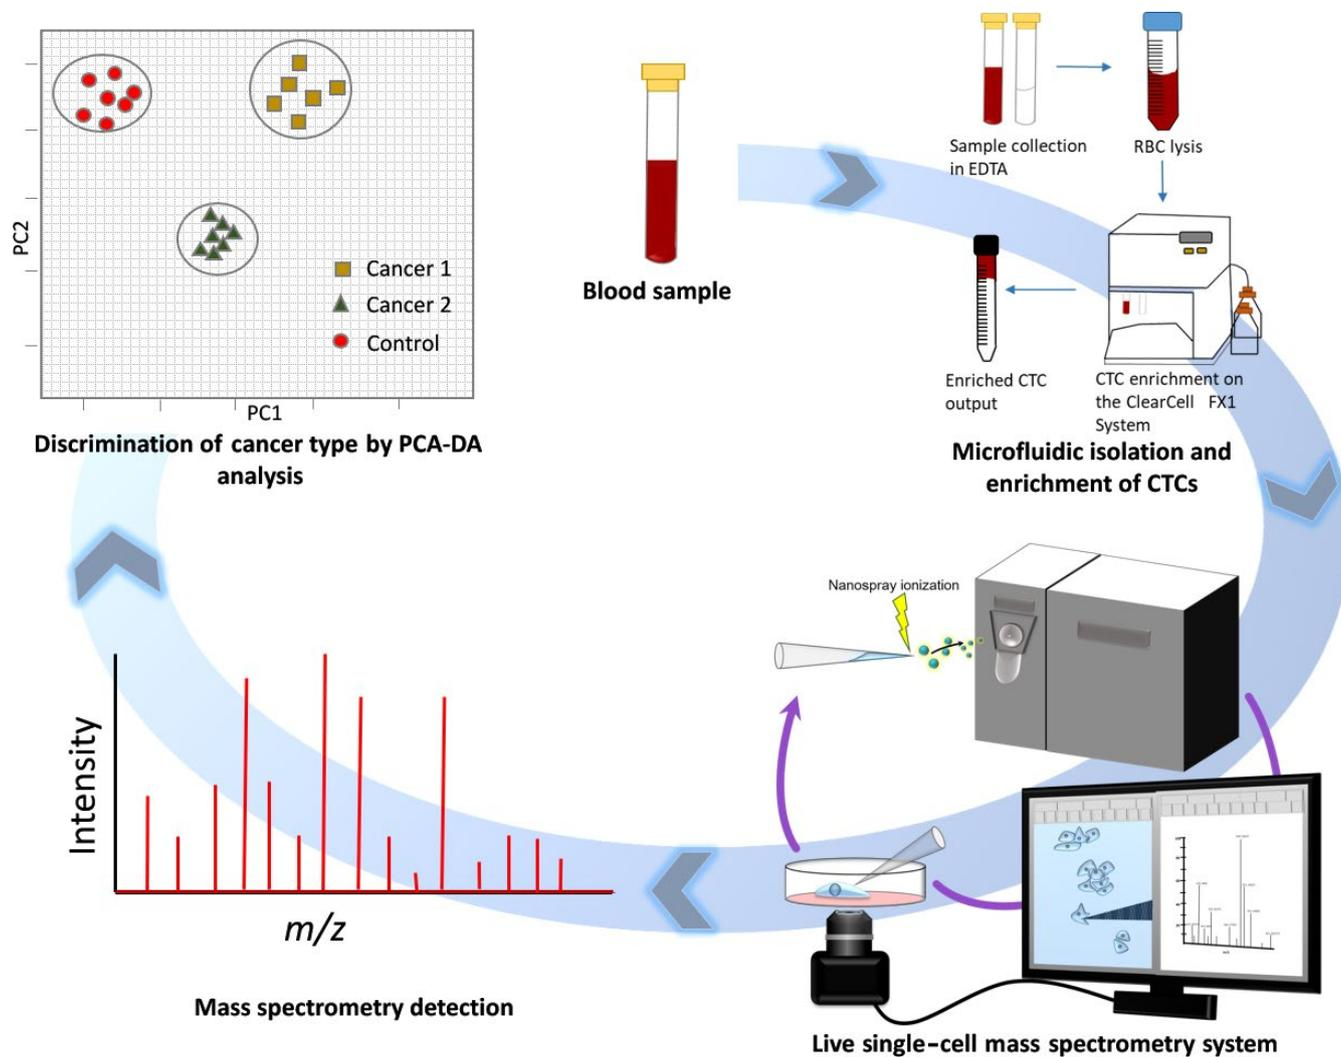 PC2
Cancer 1
Cancer 2
Control
PC1
Discrimination of cancer type by PCA-DA
analysis
Blood sample
Sample collection
in EDTA
RBC lysis
Enriched CTC
output
CTC enrichment on
the ClearCell FX1
System
Microfluidic isolation and
enrichment of CTCs
Nanospray ionization
Live single-cell mass spectrometry system
Intensity
m/z
Mass spectrometry detection